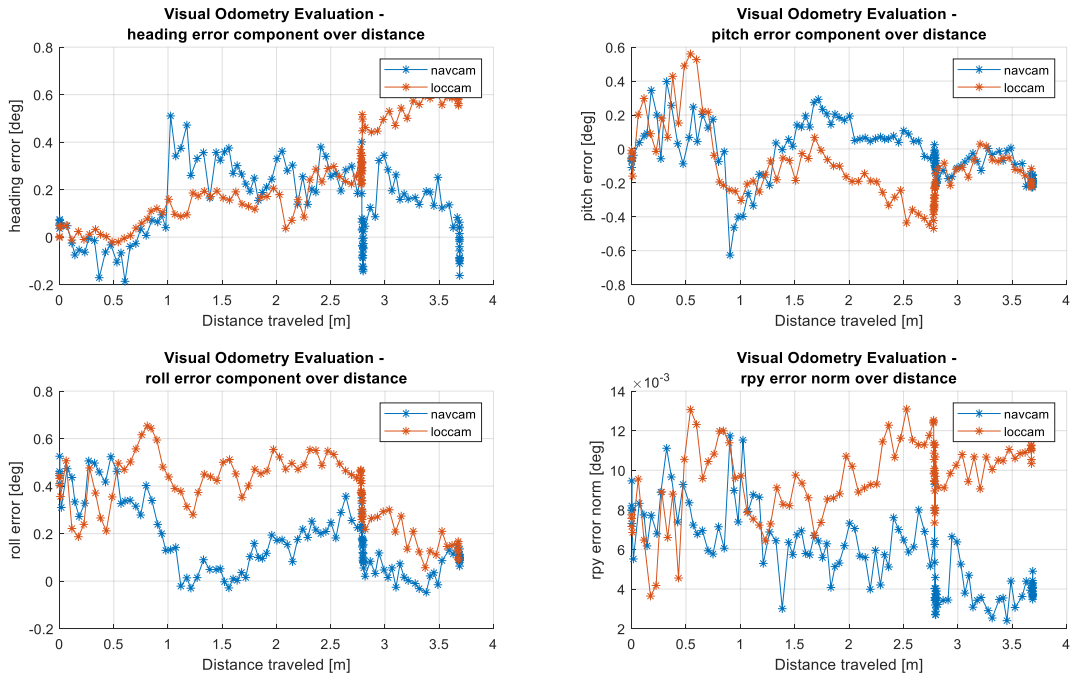 Visual Odometry Evaluation -
heading error component over distance
0.8
0.6
0.4
0.2
0
-0.2
heading error [deg]
navcam
loccam
0 0.5 1 1.5 2 2.5 3 3.5 4
Distance traveled [m]
Visual Odometry Evaluation -
pitch error component over distance
0.6
0.4
0.2
0
-0.2
-0.4
-0.6
-0.8
pitch error [deg]
navcam
loccam
0 0.5 1 1.5 2 2.5 3 3.5 4
Distance traveled [m]
Visual Odometry Evaluation -
roll error component over distance
0.8
0.6
0.4
0.2
0
-0.2
roll error [deg]
navcam
loccam
0 0.5 1 1.5 2 2.5 3 3.5 4
Distance traveled [m]
Visual Odometry Evaluation -
rpy error norm over distance
×10⁻³
14
12
10
8
6
4
2
rpy error norm [deg]
navcam
loccam
0 0.5 1 1.5 2 2.5 3 3.5 4
Distance traveled [m]